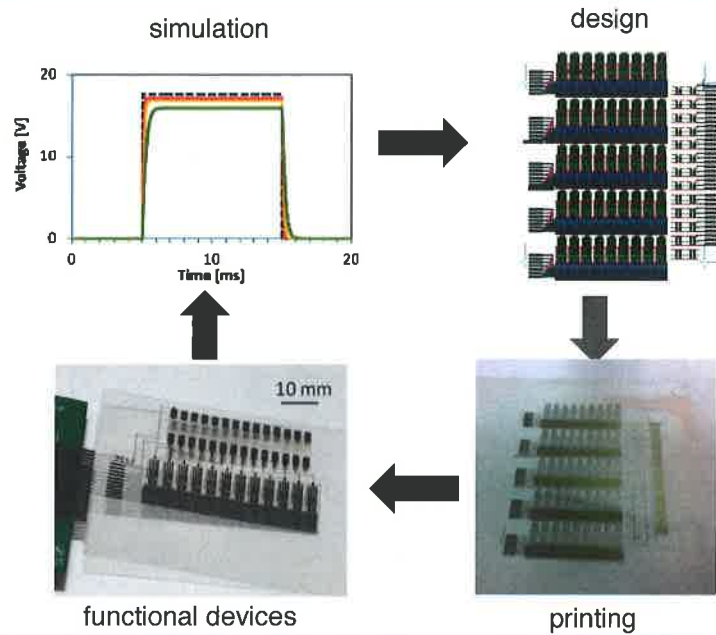 simulation
design
20
10
0
Voltage [V]
0
10
20
Time [ms]
10 mm
functional devices
printing